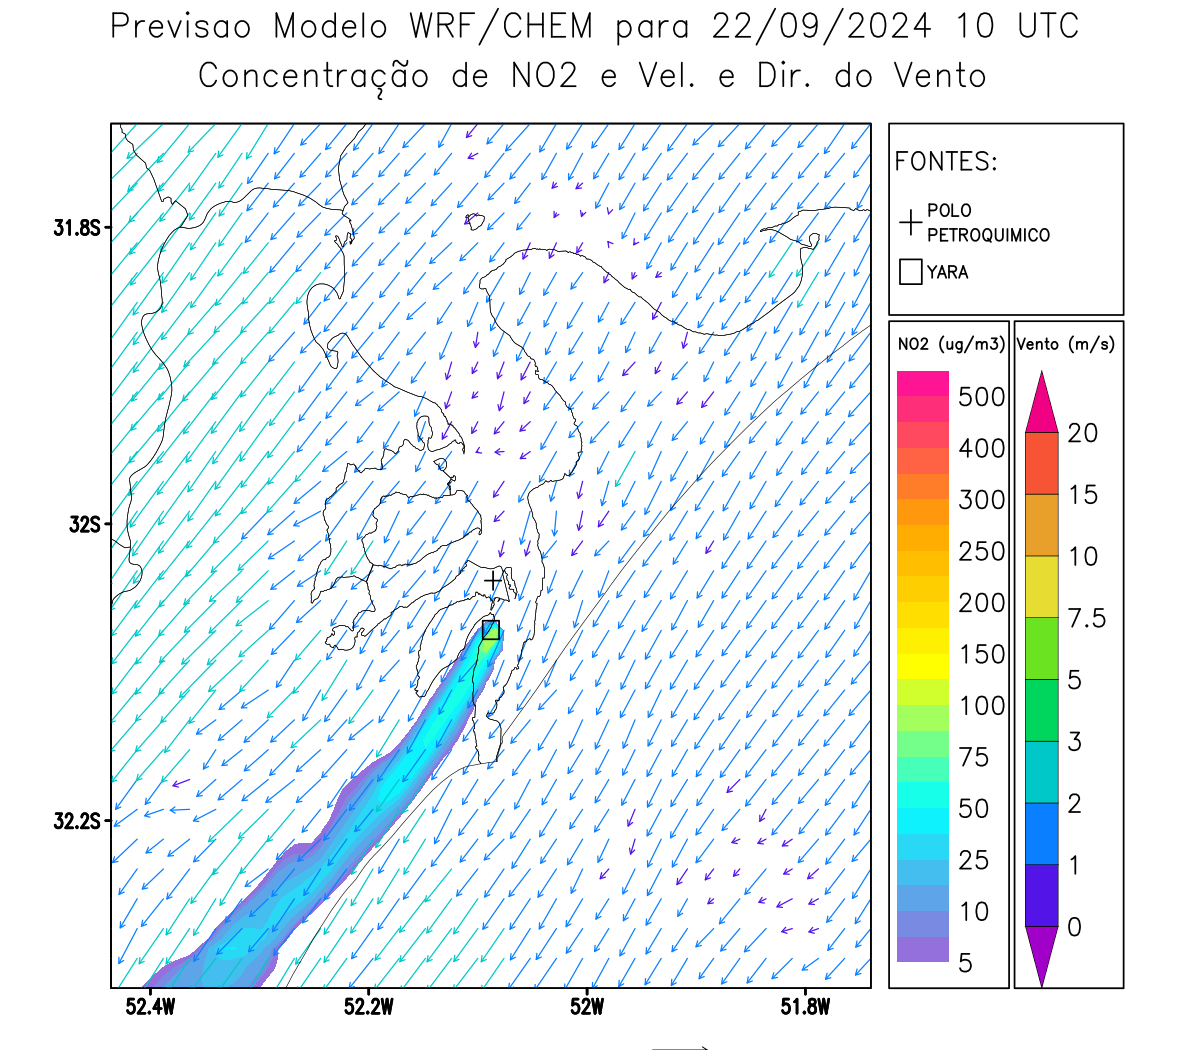 Previsao Modelo WRF/CHEM para 22/09/2024 10 UTC
Concentração de NO2 e Vel. e Dir. do Vento
FONTES:
POLO
PETROQUIMICO
YARA
NO2 (ug/m3)
500
400
300
250
200
150
100
75
50
25
10
5
Vento (m/s)
20
15
10
7.5
5
3
2
1
0
31.8S
32S
32.2S
52.4W
52.2W
52W
51.8W